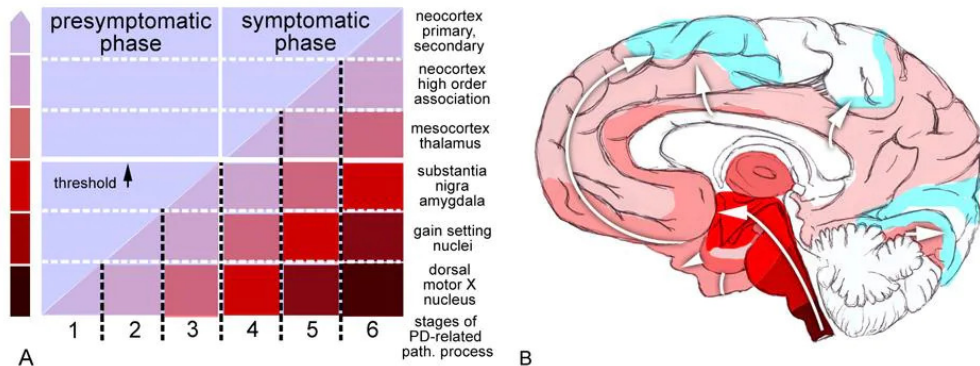 A
presymptomatic
phase
symptomatic
phase
threshold
neocortex
primary,
secondary
neocortex
high order
association
mesocortex
thalamus
substantia
nigra
amygdala
gain setting
nuclei
dorsal
motor X
nucleus
1 2 3 4 5 6
stages of
PD-related
path. process
A
B